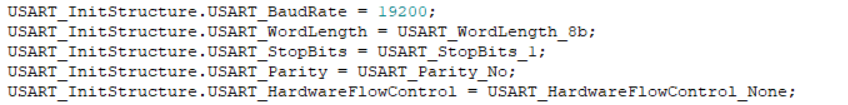 USART_InitStructure.USART_BaudRate = 19200;
USART_InitStructure.USART_WordLength = USART_WordLength_8b;
USART_InitStructure.USART_StopBits = USART_StopBits_1;
USART_InitStructure.USART_Parity = USART_Parity_No;
USART_InitStructure.USART_HardwareFlowControl = USART_HardwareFlowControl_None;